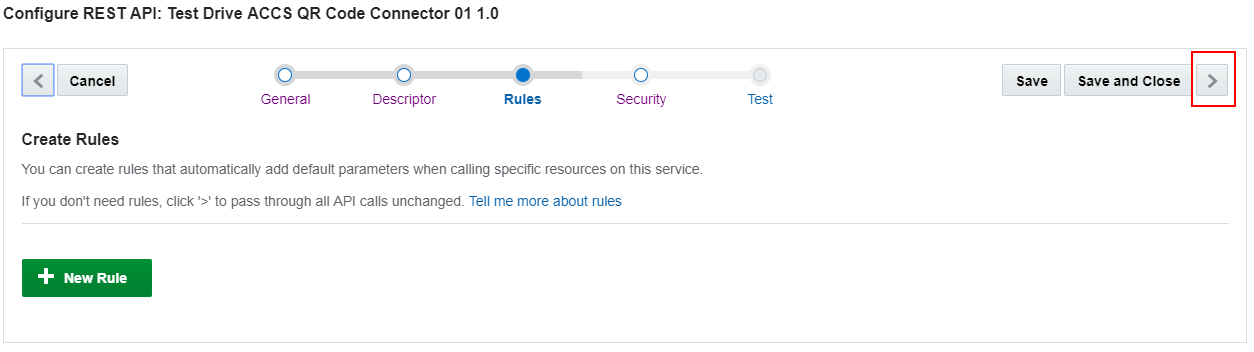 Configure REST API: Test Drive ACCS QR Code Connector 01 1.0
Cancel
General Descriptor Rules Security Test
Save Save and Close
Create Rules
You can create rules that automatically add default parameters when calling specific resources on this service.
If you don't need rules, click '>' to pass through all API calls unchanged. Tell me more about rules
New Rule